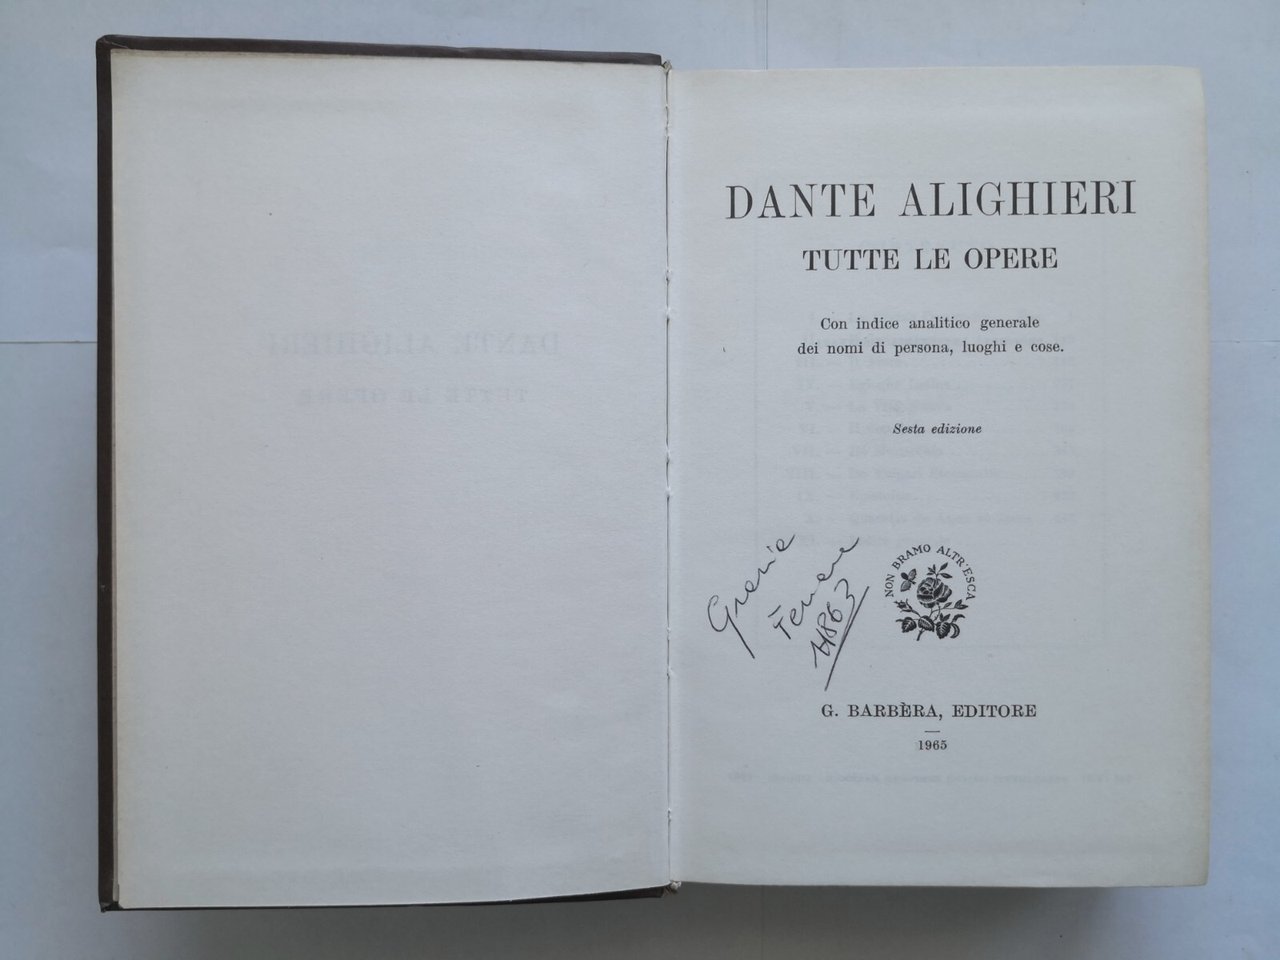 DANTE ALIGHIERI
TUTTE LE OPERE
Con indice analitico generale
dei nomi di persona, luoghi e cose.
Sesta edizione
NON BRAMO ALTR'ESCA
G. BARBÈRA, EDITORE
1965